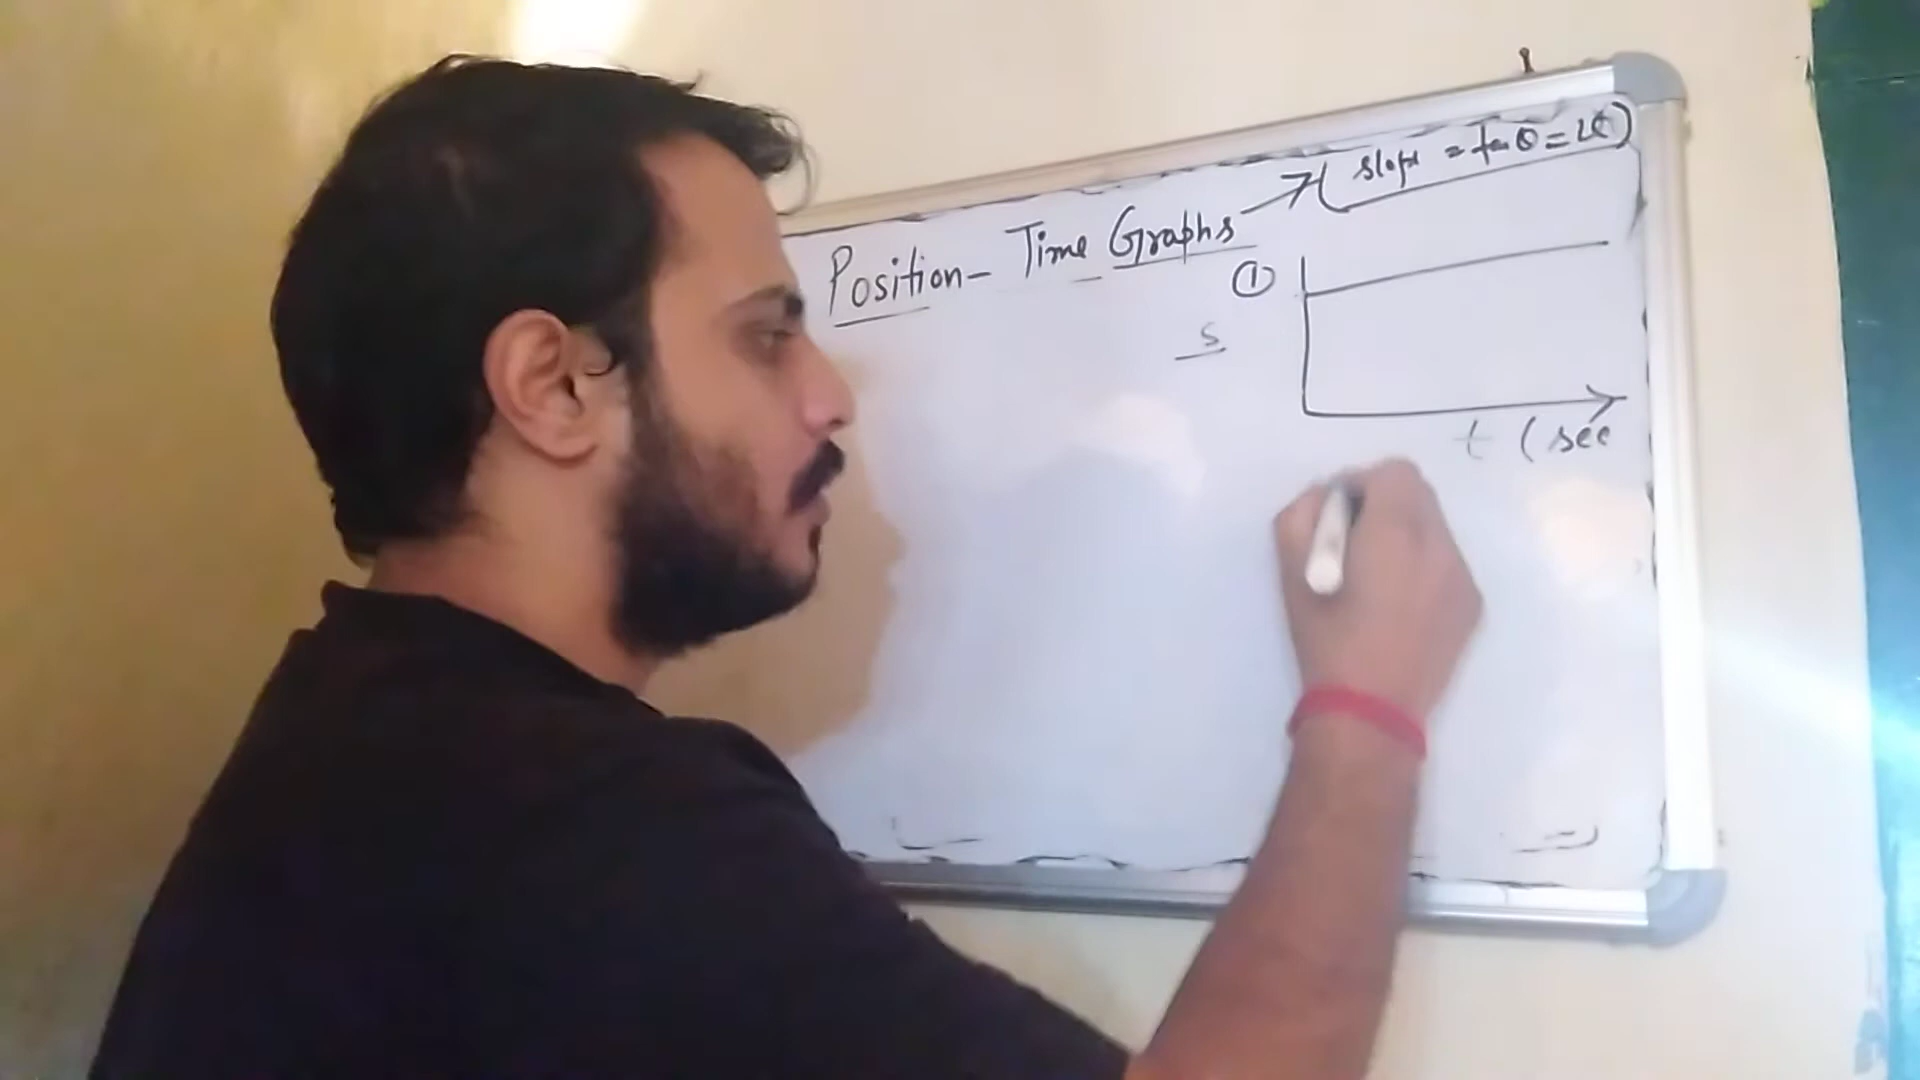 slope = tan θ =
Position - Time Graphs
①
s
t (sec